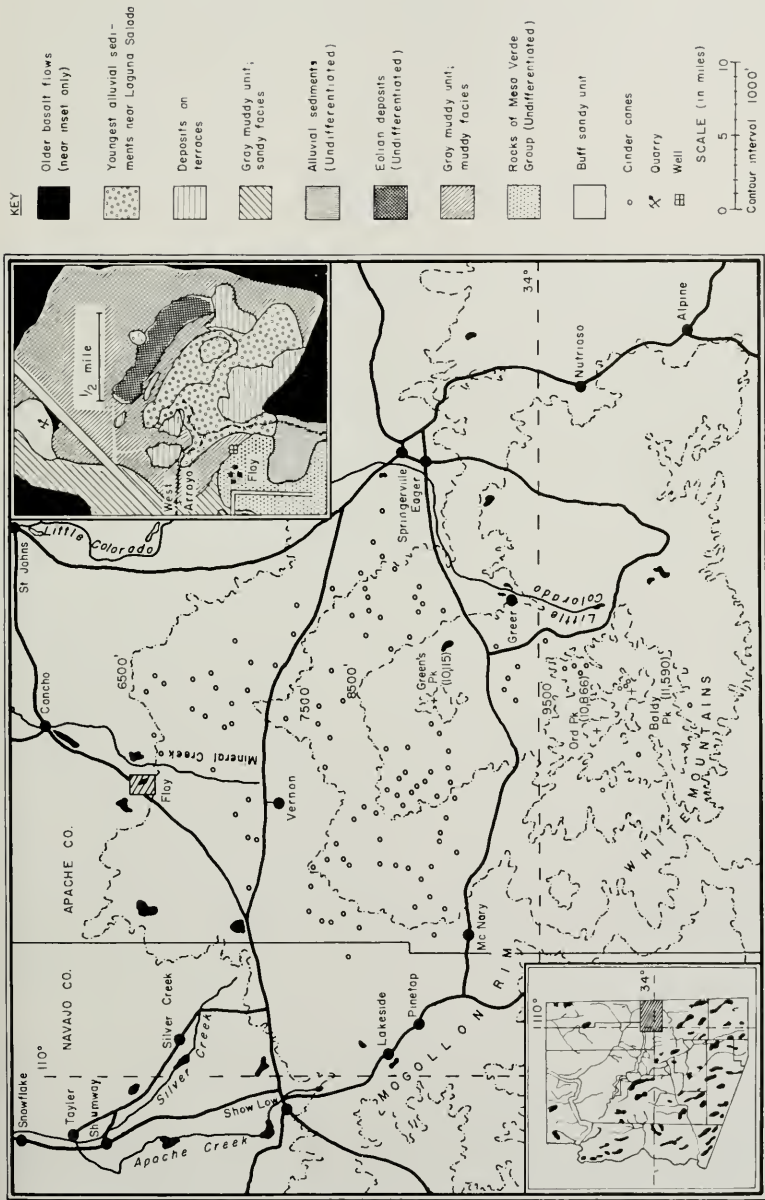 KEY
Older basalt flows
(near inset only)
Youngest alluvial sedi-
ments near Laguna Salada
Deposits on
terraces
Gray muddy unit;
sandy facies
Alluvial sediments
(Undifferentiated)
Eolian deposits
(Undifferentiated)
Gray muddy unit;
muddy facies
Rocks of Mesa Verde
Group (Undifferentiated)
Buff sandy unit
Cinder cones
Quarry
Well
SCALE (in miles)
0 5 10
Contour interval 1000'
Snowflake
110°
NAVAJO CO.
APACHE CO.
Tayler
Shumway
Silver Creek
Silver Creek
Apache Creek
Show Low
Lakeside
Pinetop
MOGOLLON RIM
Mc Nary
Concho
St Johns
Little
Colorado
Floy
Mineral Creek
6500'
Vernon
7500'
8500'
Green's
Pk
(10,115)
Springerville
Eager
Greer
Little
Colorado
9500'
Ord Pk
(10,866)
Baldy
Pk (11,590)
WHITE MOUNTAINS
34°
Nutrioso
Alpine
1/2 mile
West
Arroyo
Floy
110°
34°